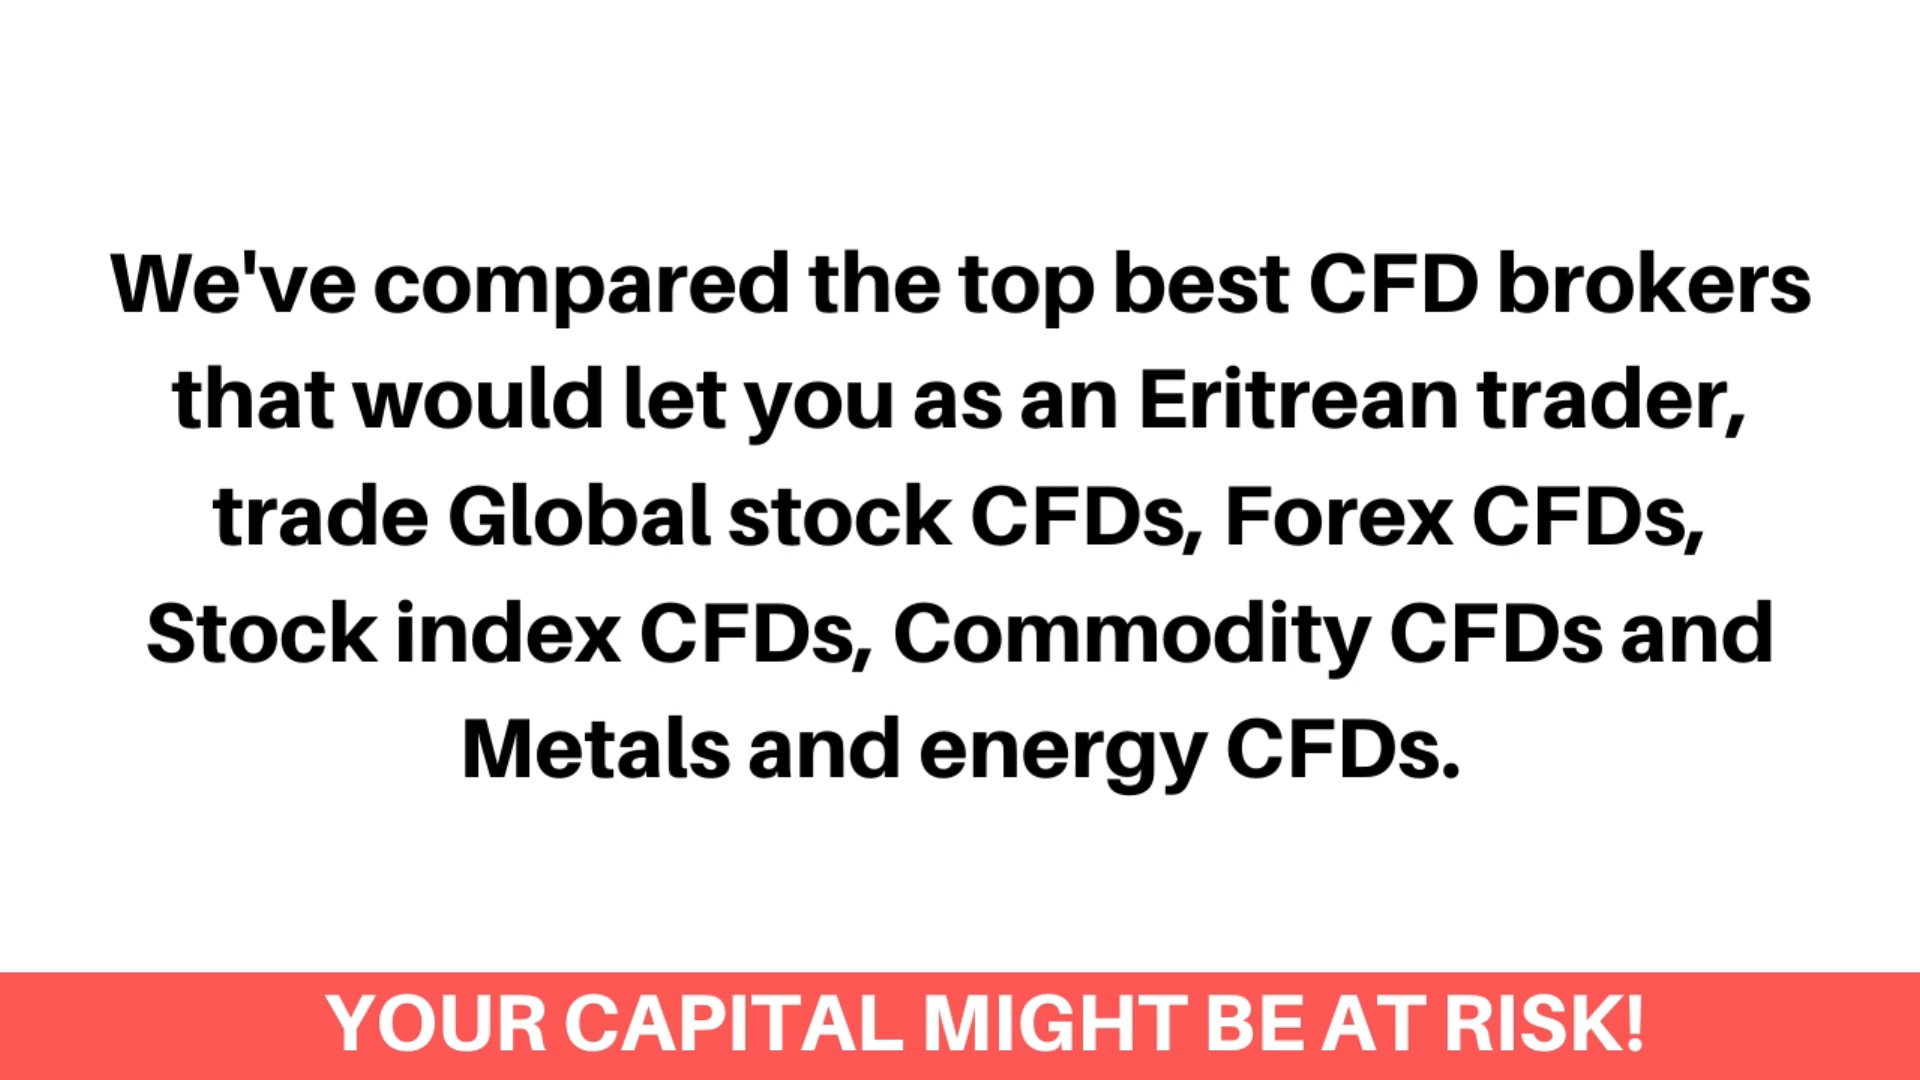 We've compared the top best CFD brokers
that would let you as an Eritrean trader,
trade Global stock CFDs, Forex CFDs,
Stock index CFDs, Commodity CFDs and
Metals and energy CFDs.
YOUR CAPITAL MIGHT BE AT RISK!